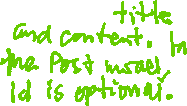 title
and content. In
the Post model,
id is optional.